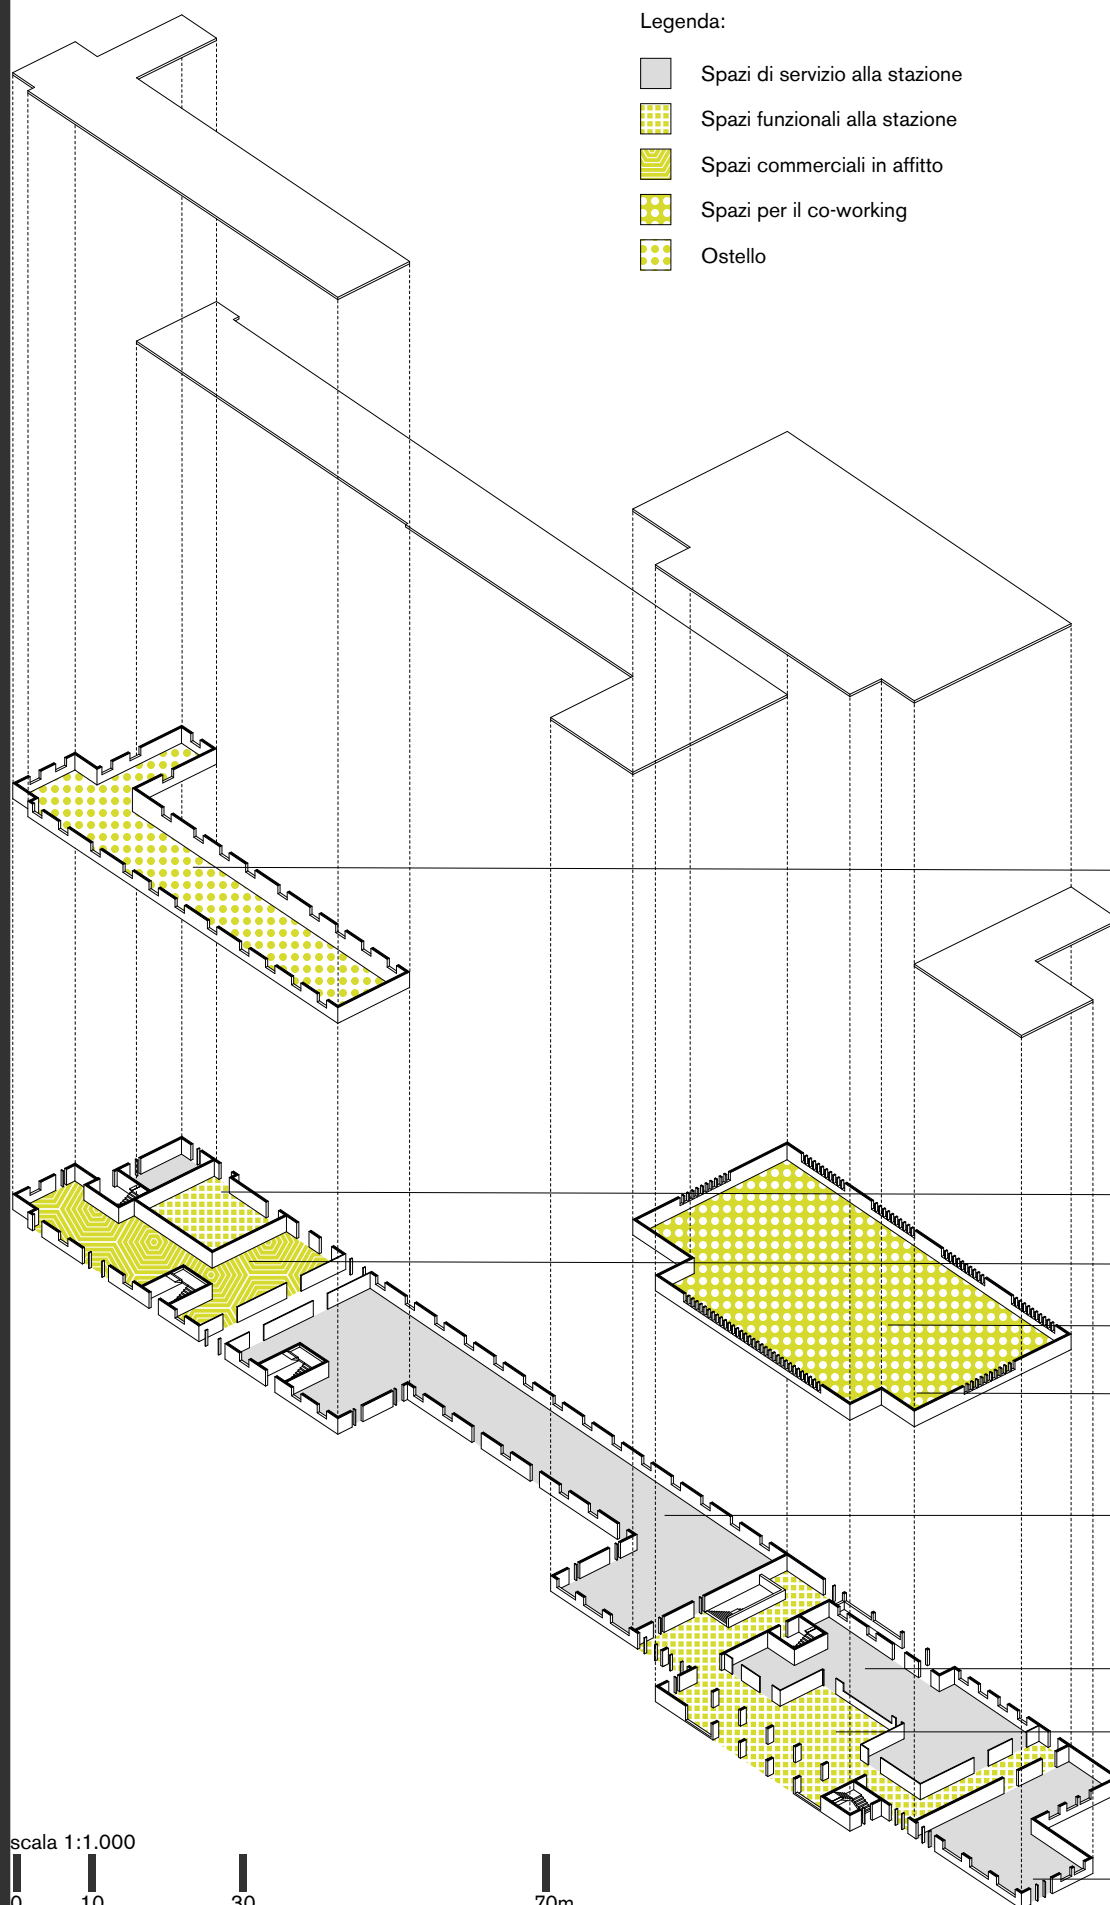 Legenda:
Spazi di servizio alla stazione
Spazi funzionali alla stazione
Spazi commerciali in affitto
Spazi per il co-working
Ostello
scala 1:1.000
0 10 30 70m